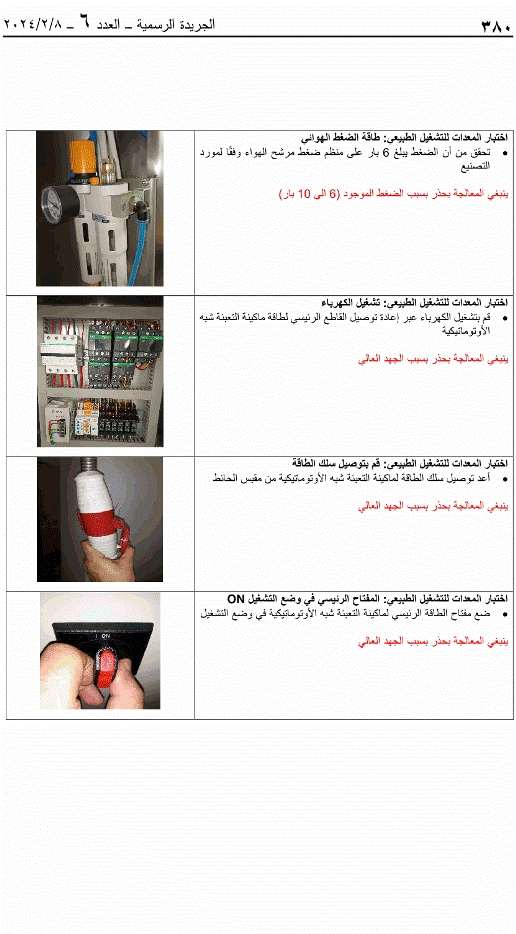 ٣٨٠
الجريدة الرسمية – العدد ٦ – ٢٠٢٤/٢/٨
اختبار المعدات للتشغيل الطبيعي: طاقة الضغط الهوائي
• تحقق من أن الضغط يبلغ 6 بار على منظم ضغط مرشح الهواء وفقًا لمورد
التصنيع
ينبغي المعالجة بحذر بسبب الضغط الموجود (6 الى 10 بار)
اختبار المعدات للتشغيل الطبيعي: تشغيل الكهرباء
• قم بتشغيل الكهرباء عبر إعادة توصيل القاطع الرئيسي لطاقة ماكينة التعبئة شبه
الأوتوماتيكية
ينبغي المعالجة بحذر بسبب الجهد العالي
اختبار المعدات للتشغيل الطبيعي: قم بتوصيل سلك الطاقة
• أعد توصيل سلك الطاقة لماكينة التعبئة شبه الأوتوماتيكية من مقبس الحائط
ينبغي المعالجة بحذر بسبب الجهد العالي
اختبار المعدات للتشغيل الطبيعي: المفتاح الرئيسي في وضع التشغيل ON
• ضع مفتاح الطاقة الرئيسي لماكينة التعبئة شبه الأوتوماتيكية في وضع التشغيل
ينبغي المعالجة بحذر بسبب الجهد العالي
I ON